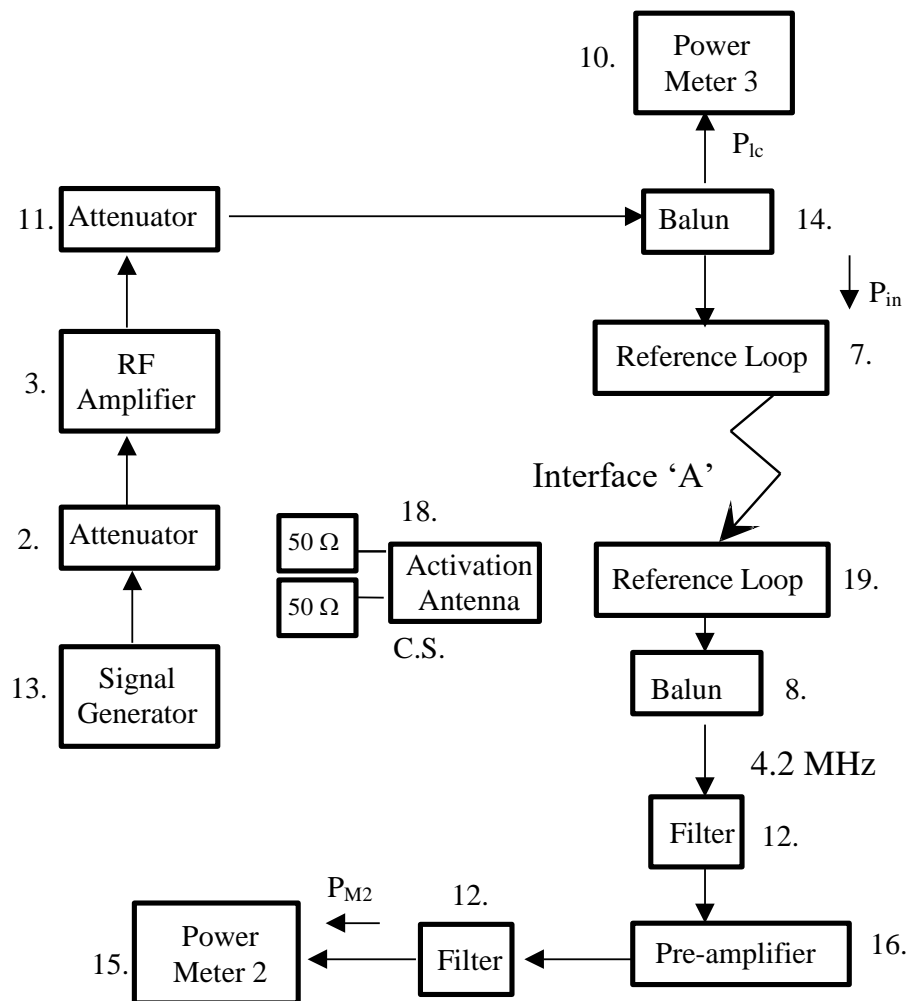 10.
Power
Meter 3
P_lc
11.
Attenuator
Balun
14.
P_in
3.
RF
Amplifier
Reference Loop
7.
Interface ‘A’
2.
Attenuator
18.
50 Ω
50 Ω
Activation
Antenna
C.S.
Reference Loop
19.
13.
Signal
Generator
Balun
8.
4.2 MHz
Filter
12.
P_M2
12.
15.
Power
Meter 2
Filter
Pre-amplifier
16.